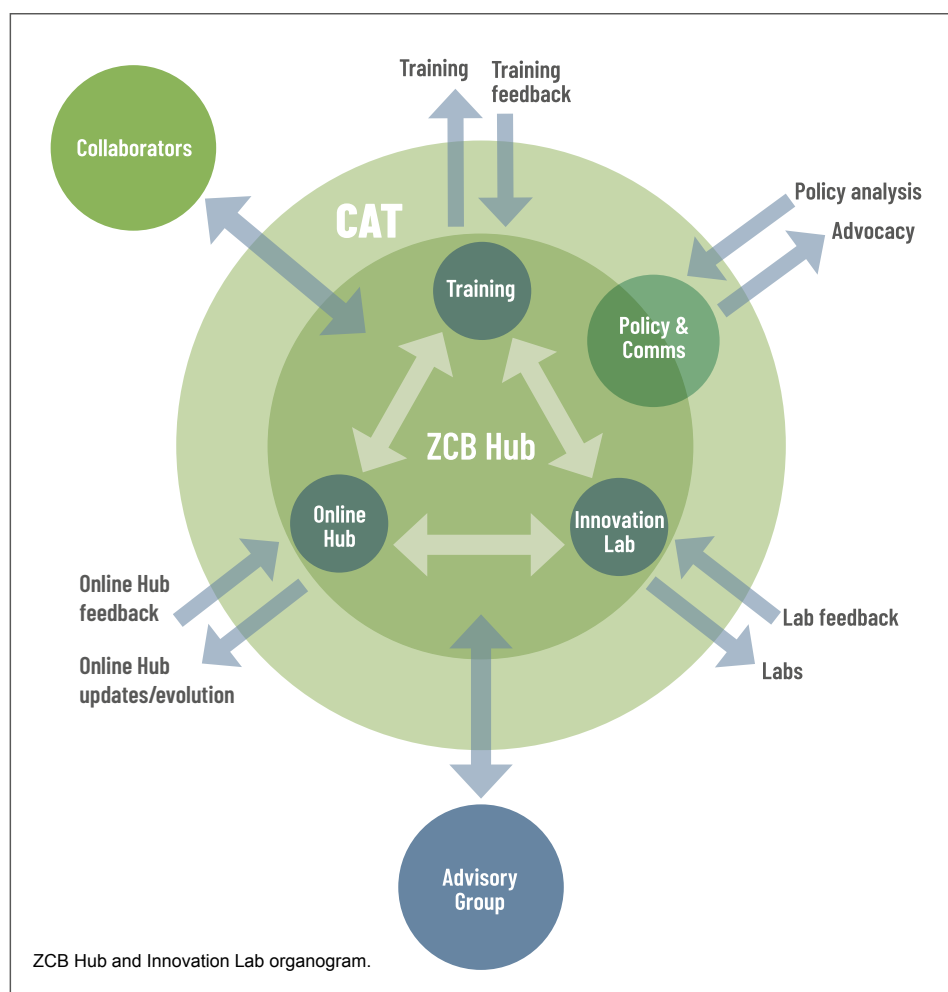 Training
Training
feedback
Collaborators
CAT
Policy analysis
Advocacy
Training
Policy &
Comms
ZCB Hub
Online
Hub
Innovation
Lab
Online Hub
feedback
Lab feedback
Online Hub
updates/evolution
Labs
Advisory
Group
ZCB Hub and Innovation Lab organogram.